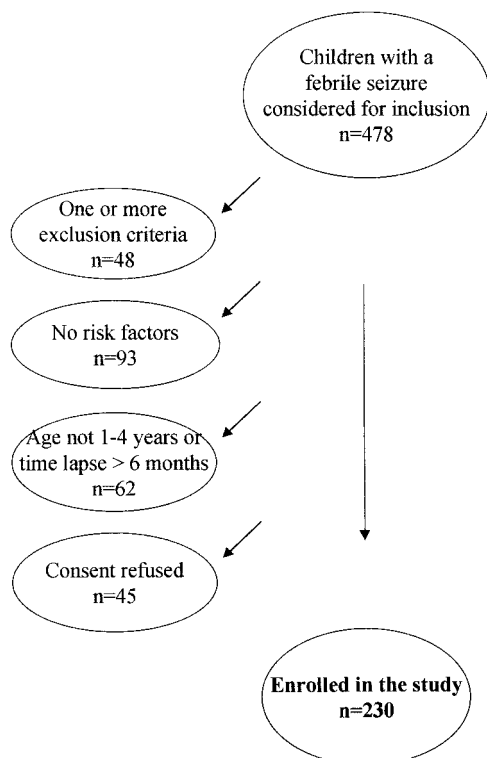 Children with a
febrile seizure
considered for inclusion
n=478
One or more
exclusion criteria
n=48
No risk factors
n=93
Age not 1-4 years or
time lapse > 6 months
n=62
Consent refused
n=45
Enrolled in the study
n=230